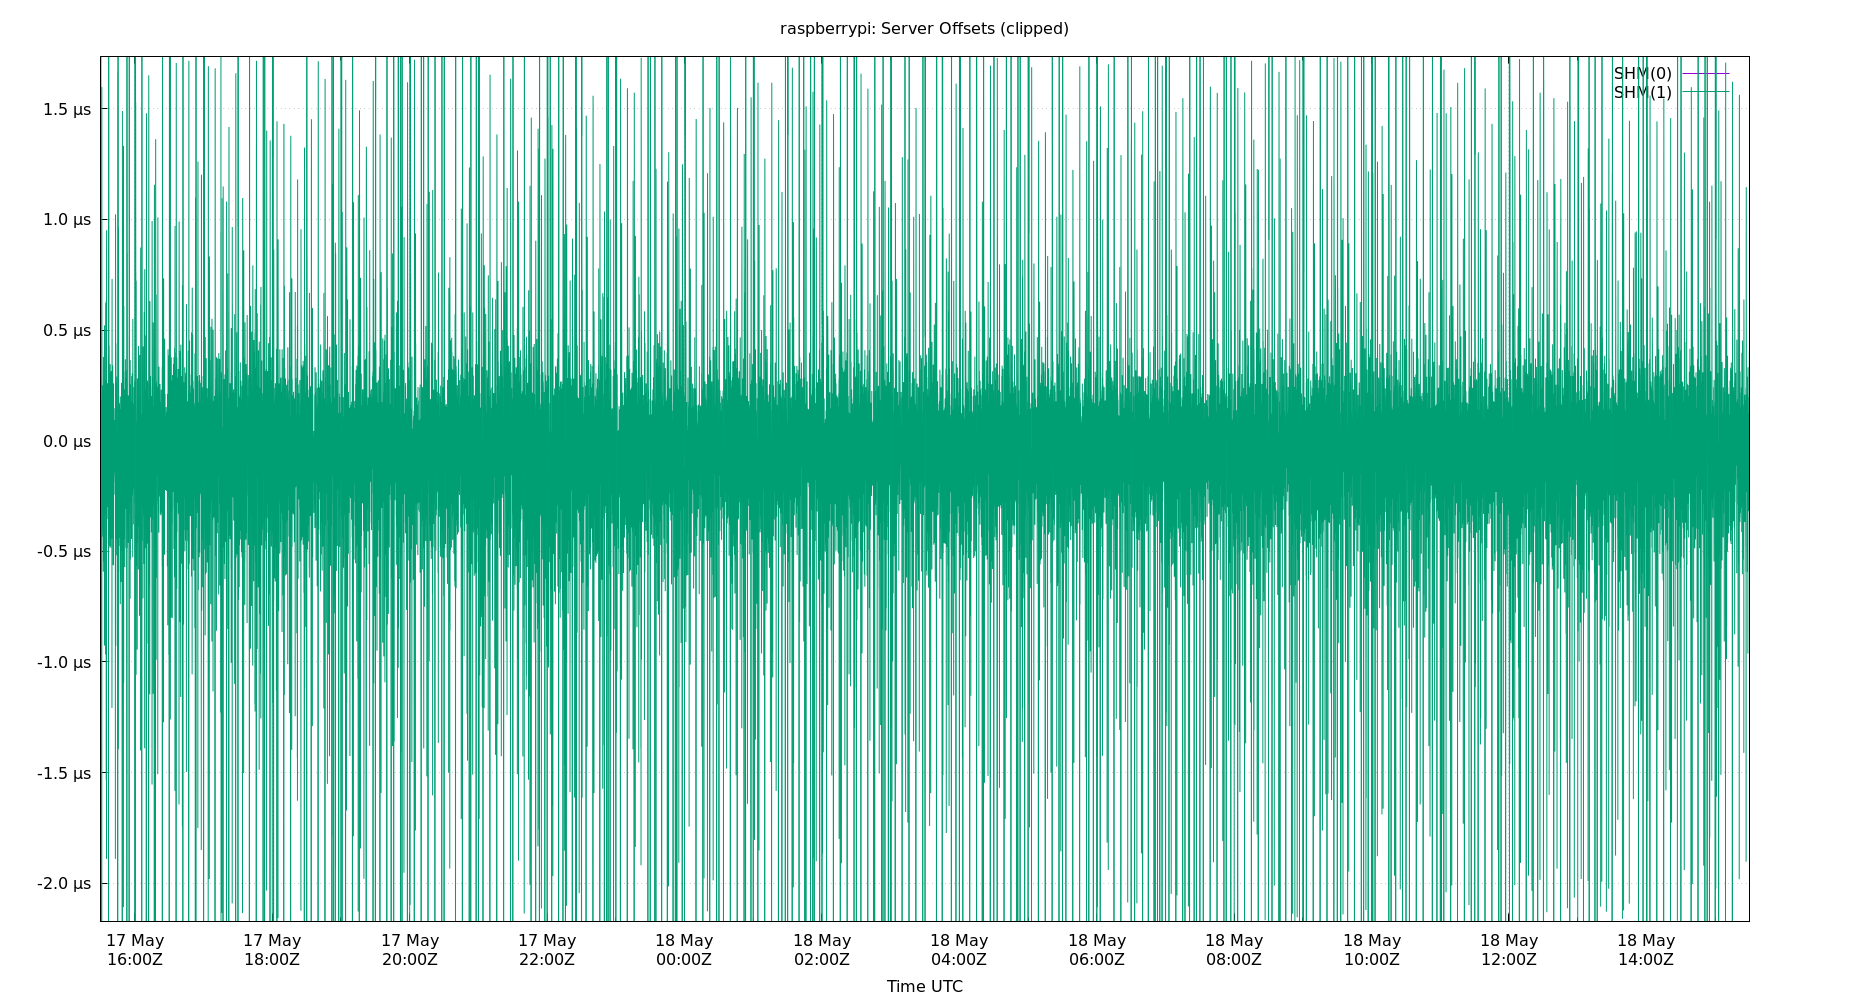 raspberrypi: Server Offsets (clipped)
SHM(0)
SHM(1)
1.5 µs
1.0 µs
0.5 µs
0.0 µs
-0.5 µs
-1.0 µs
-1.5 µs
-2.0 µs
17 May 17 May 17 May 17 May 18 May 18 May 18 May 18 May 18 May 18 May 18 May 18 May
16:00Z 18:00Z 20:00Z 22:00Z 00:00Z 02:00Z 04:00Z 06:00Z 08:00Z 10:00Z 12:00Z 14:00Z
Time UTC